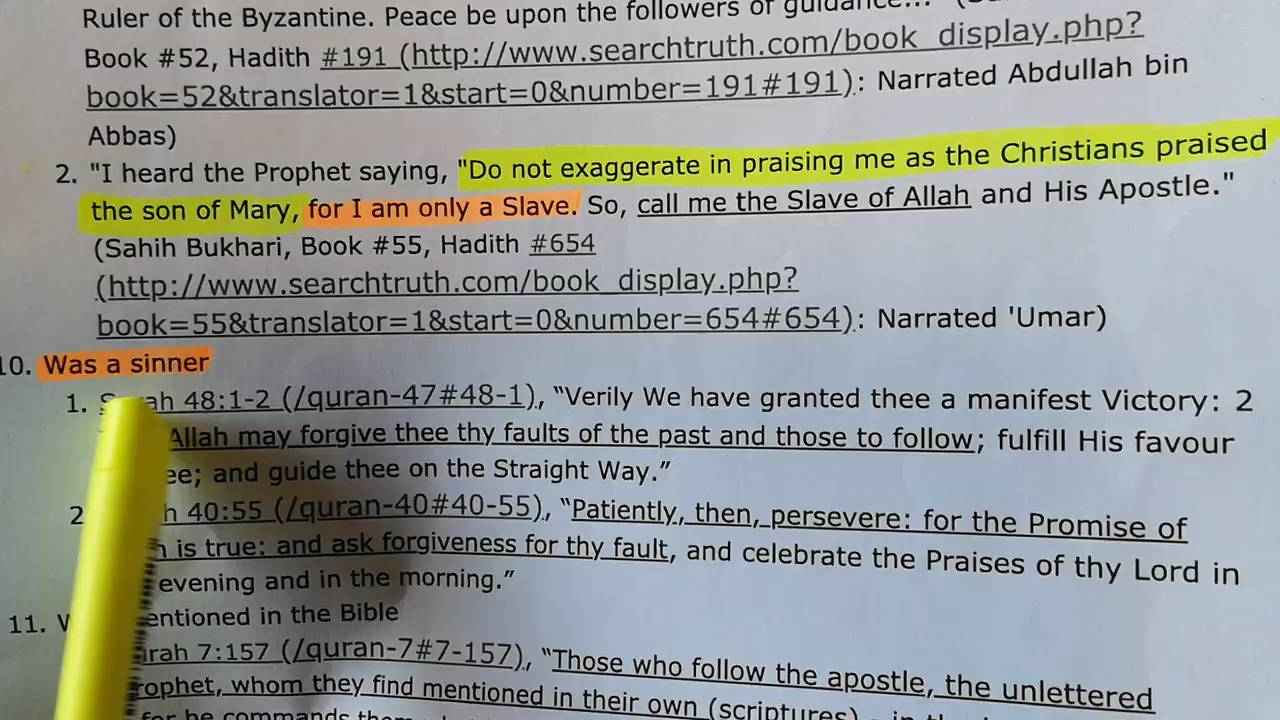 Ruler of the Byzantine. Peace be upon the followers of guidance..."
Book #52, Hadith #191 (http://www.searchtruth.com/book_display.php?
book=52&translator=1&start=0&number=191#191): Narrated Abdullah bin
Abbas)
2. "I heard the Prophet saying, "Do not exaggerate in praising me as the Christians praised
the son of Mary, for I am only a Slave. So, call me the Slave of Allah and His Apostle."
(Sahih Bukhari, Book #55, Hadith #654
(http://www.searchtruth.com/book_display.php?
book=55&translator=1&start=0&number=654#654): Narrated 'Umar)
10. Was a sinner
1. 48:1-2 (/quran-47#48-1), “Verily We have granted thee a manifest Victory: 2
Allah may forgive thee thy faults of the past and those to follow; fulfill His favour
and guide thee on the Straight Way.”
2 40:55 (/quran-40#40-55), “Patiently, then, persevere: for the Promise of
is true: and ask forgiveness for thy fault, and celebrate the Praises of thy Lord in
evening and in the morning.”
11. in the Bible
7:157 (/quran-7#7-157), “Those who follow the apostle, the unlettered
whom they find mentioned in their own (scriptures)
for he commands them